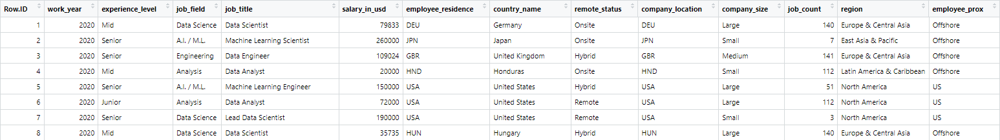 Row.ID work_year experience_level job_field job_title salary_in_usd employee_residence country_name remote_status company_location company_size job_count region employee_prox
1 2020 Mid Data Science Data Scientist 79833 DEU Germany Onsite DEU Large 140 Europe & Central Asia Offshore
2 2020 Senior A.I. / M.L. Machine Learning Scientist 260000 JPN Japan Onsite JPN Small 7 East Asia & Pacific Offshore
3 2020 Senior Engineering Data Engineer 109024 GBR United Kingdom Hybrid GBR Medium 141 Europe & Central Asia Offshore
4 2020 Mid Analysis Data Analyst 20000 HND Honduras Onsite HND Small 112 Latin America & Caribbean Offshore
5 2020 Senior A.I. / M.L. Machine Learning Engineer 150000 USA United States Hybrid USA Large 51 North America US
6 2020 Junior Analysis Data Analyst 72000 USA United States Remote USA Large 112 North America US
7 2020 Senior Data Science Lead Data Scientist 190000 USA United States Remote USA Small 3 North America US
8 2020 Mid Data Science Data Scientist 35735 HUN Hungary Hybrid HUN Large 140 Europe & Central Asia Offshore